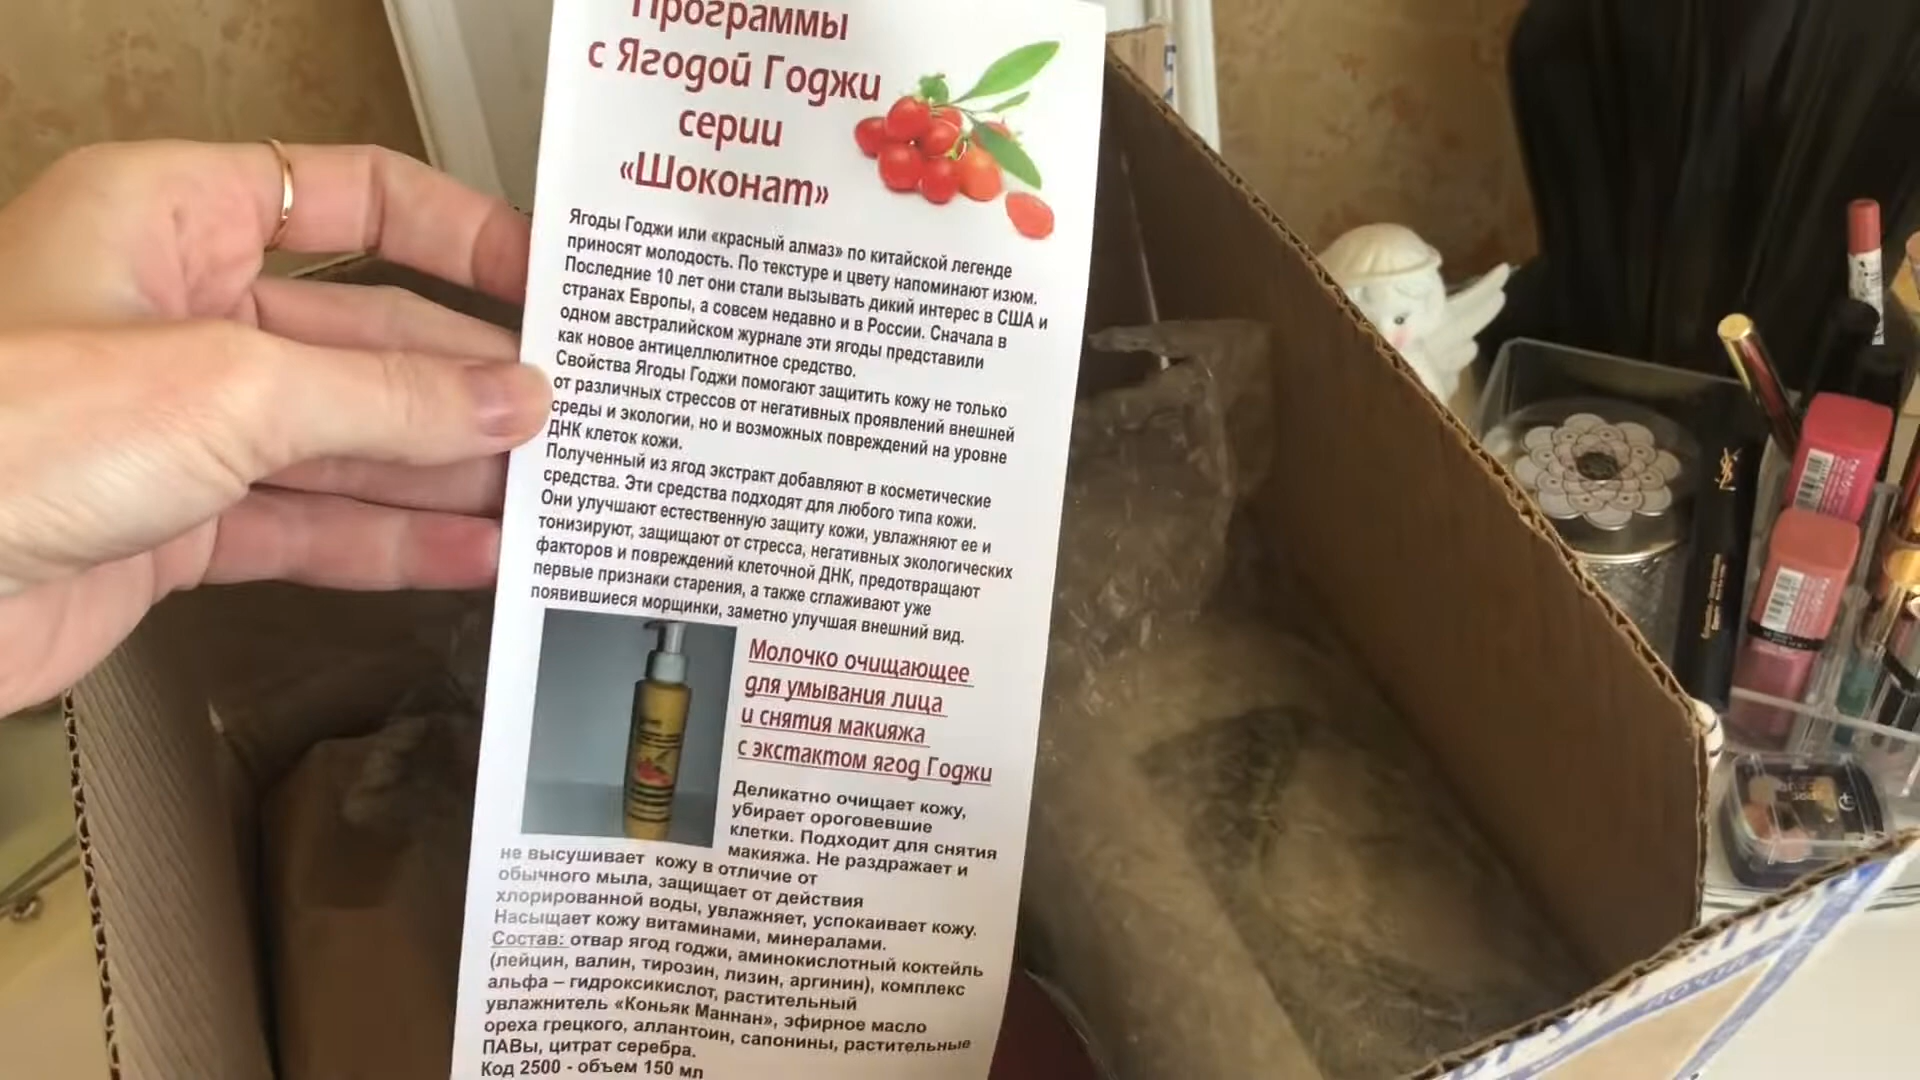 Программы
с Ягодой Годжи
серии
«Шоконат»
Ягоды Годжи или «красный алмаз» по китайской легенде
приносят молодость. По текстуре и цвету напоминают изюм.
Последние 10 лет они стали вызывать дикий интерес в США и
странах Европы, а совсем недавно и в России. Сначала в
одном австралийском журнале эти ягоды представили
как новое антицеллюлитное средство.
Свойства Ягоды Годжи помогают защитить кожу не только
от различных стрессов от негативных проявлений внешней
среды и экологии, но и возможных повреждений на уровне
ДНК клеток кожи.
Полученный из ягод экстракт добавляют в косметические
средства. Эти средства подходят для любого типа кожи.
Они улучшают естественную защиту кожи, увлажняют ее и
тонизируют, защищают от стресса, негативных экологических
факторов и повреждений клеточной ДНК, предотвращают
первые признаки старения, а также сглаживают уже
появившиеся морщинки, заметно улучшая внешний вид.
Молочко очищающее
для умывания лица
и снятия макияжа
с экстактом ягод Годжи
Деликатно очищает кожу,
убирает ороговевшие
клетки. Подходит для снятия
макияжа. Не раздражает и
не высушивает кожу в отличие от
обычного мыла, защищает от действия
хлорированной воды, увлажняет, успокаивает кожу.
Насыщает кожу витаминами, минералами.
Состав: отвар ягод годжи, аминокислотный коктейль
(лейцин, валин, тирозин, лизин, аргинин), комплекс
альфа – гидроксикислот, растительный
увлажнитель «Коньяк Маннан», эфирное масло
ореха грецкого, аллантоин, сапонины, растительные
ПАВы, цитрат серебра.
Код 2500 - объем 150 мл
YSL